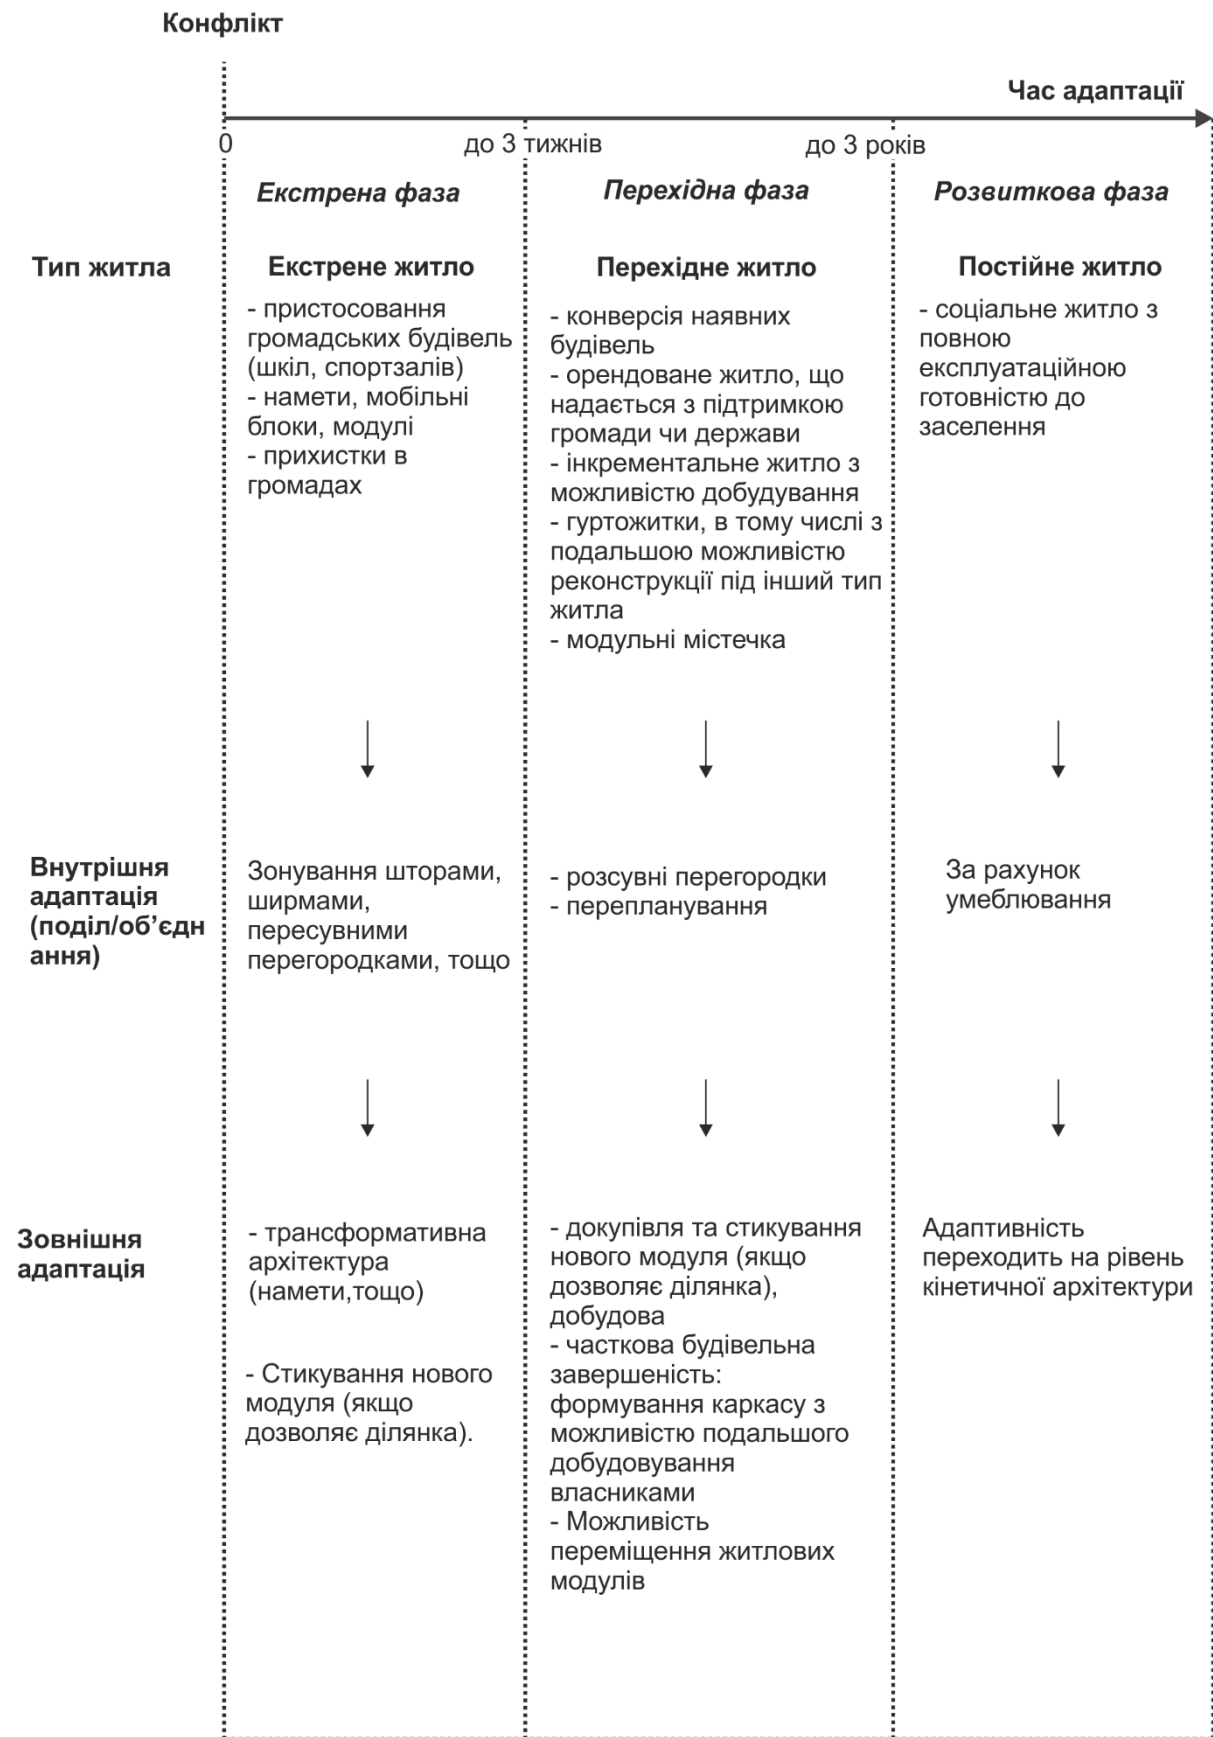 Конфлікт
Час адаптації
0
до 3 тижнів
до 3 років
Екстрена фаза
Перехідна фаза
Розвиткова фаза
Тип житла
Екстрене житло
- пристосовання
громадських будівель
(шкіл, спортзалів)
- намети, мобільні
блоки, модулі
- прихистки в
громадах
Перехідне житло
- конверсія наявних
будівель
- орендоване житло, що
надається з підтримкою
громади чи держави
- інкрементальне житло з
можливістю добудування
- гуртожитки, в тому числі з
подальшою можливістю
реконструкції під інший тип
житла
- модульні містечка
Постійне житло
- соціальне житло з
повною
експлуатаційною
готовністю до
заселення
Внутрішня
адаптація
(поділ/об’єдн
ання)
Зонування шторами,
ширмами,
пересувними
перегородками, тощо
- розсувні перегородки
- перепланування
За рахунок
умеблювання
Зовнішня
адаптація
- трансформативна
архітектура
(намети,тощо)
- Стикування нового
модуля (якщо
дозволяє ділянка).
- докупівля та стикування
нового модуля (якщо
дозволяє ділянка),
добудова
- часткова будівельна
завершеність:
формування каркасу з
можливістю подальшого
добудовування
власниками
- Можливість
переміщення житлових
модулів
Адаптивність
переходить на рівень
кінетичної архітектури